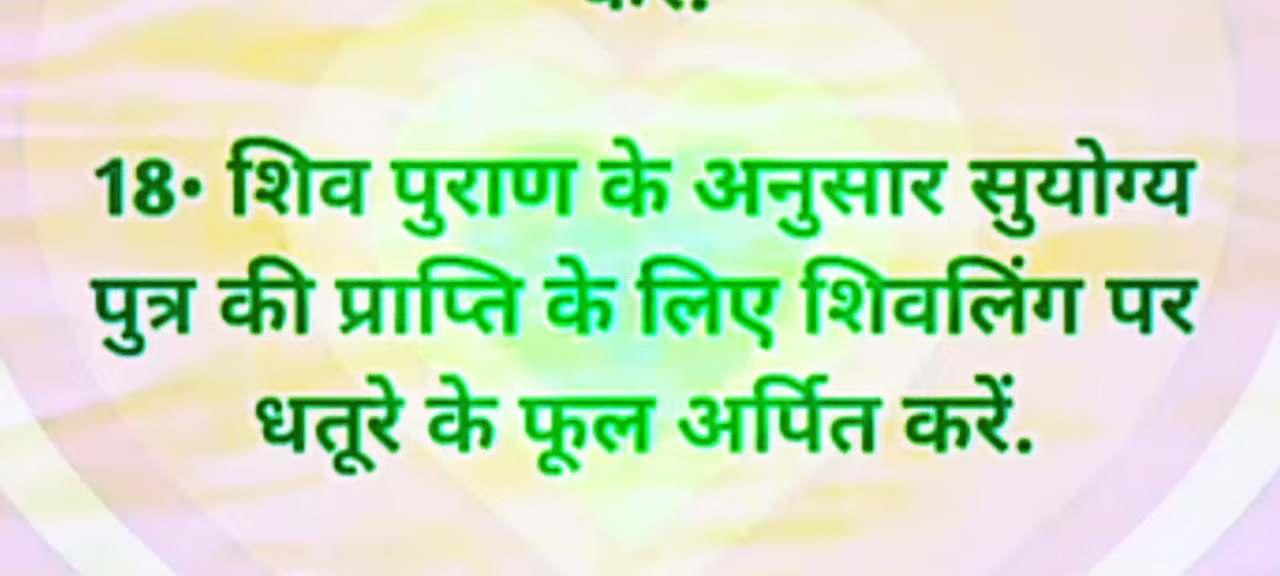 18• शिव पुराण के अनुसार सुयोग्य
पुत्र की प्राप्ति के लिए शिवलिंग पर
धतूरे के फूल अर्पित करें.